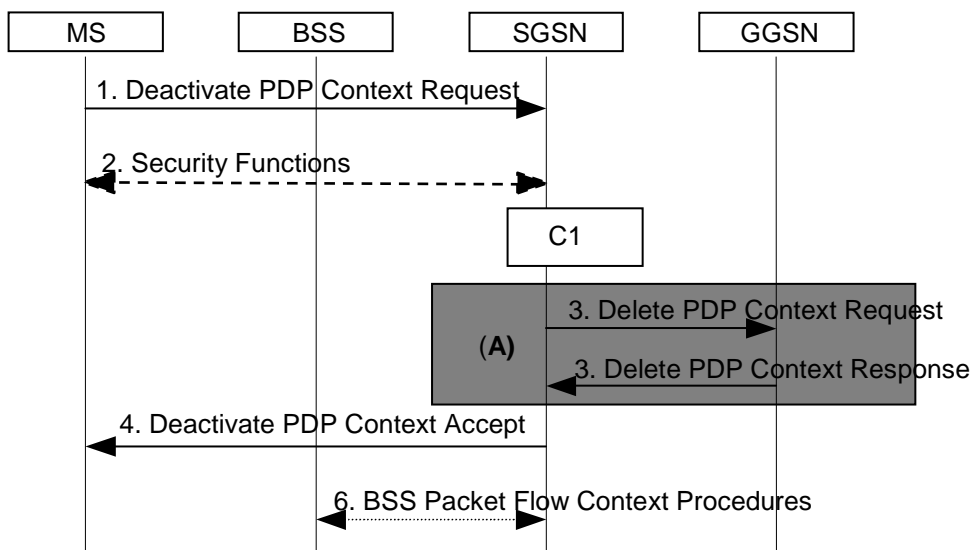 MS
BSS
SGSN
GGSN
1. Deactivate PDP Context Request
2. Security Functions
C1
3. Delete PDP Context Request
(A)
3. Delete PDP Context Response
4. Deactivate PDP Context Accept
6. BSS Packet Flow Context Procedures